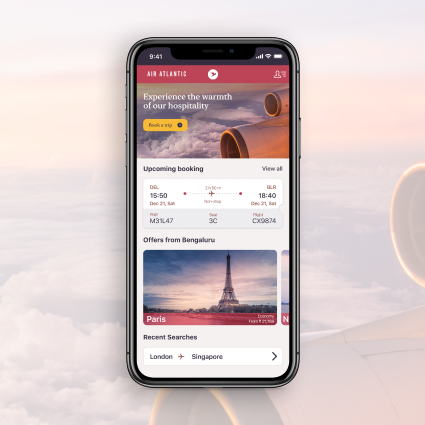 9:41
AIR ATLANTIC
Experience the warmth
of our hospitality
Book a trip
Upcoming booking View all
DEL 2 h 50 m BLR
15:50 18:40
Dec 21, Sat Non-stop Dec 21, Sat
PNR Seat Flight
M31L47 3C CX9874
Offers from Bengaluru
Paris Economy N
From ₹ 21,789
Recent Searches
London Singapore